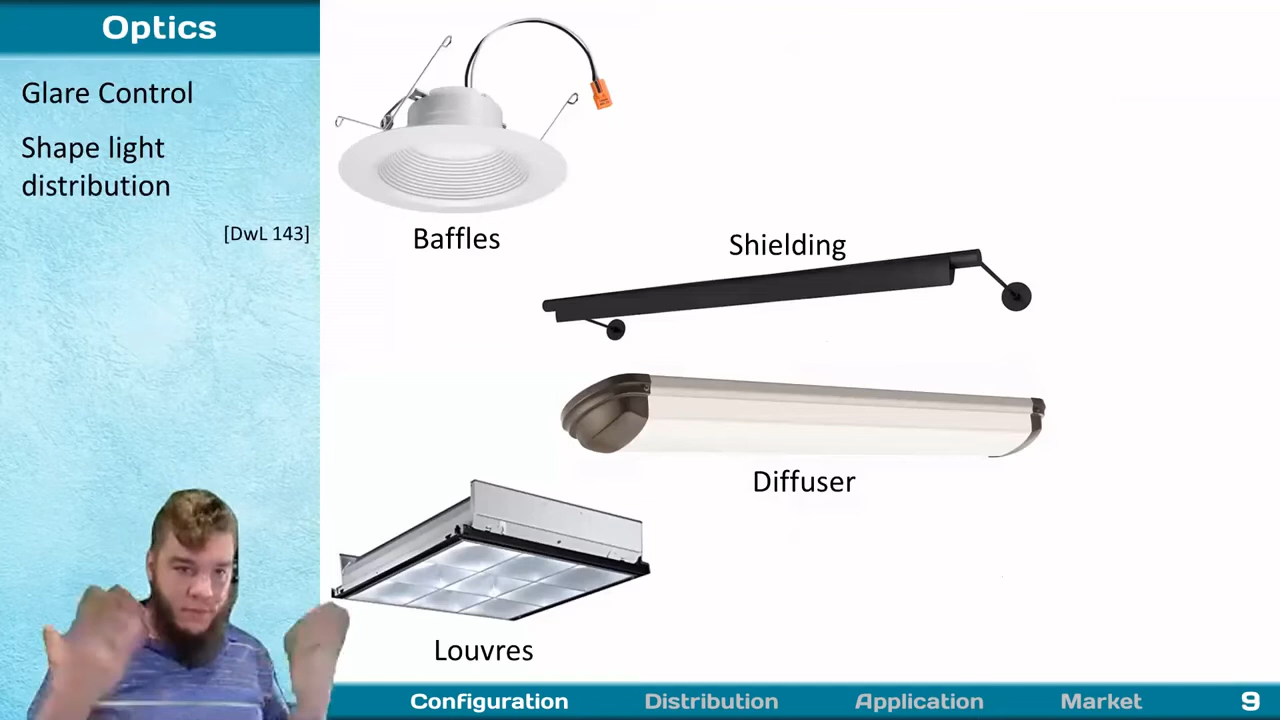 Optics
Glare Control
Shape light
distribution
[DwL 143]
Baffles
Shielding
Diffuser
Louvres
Configuration Distribution Application Market 9